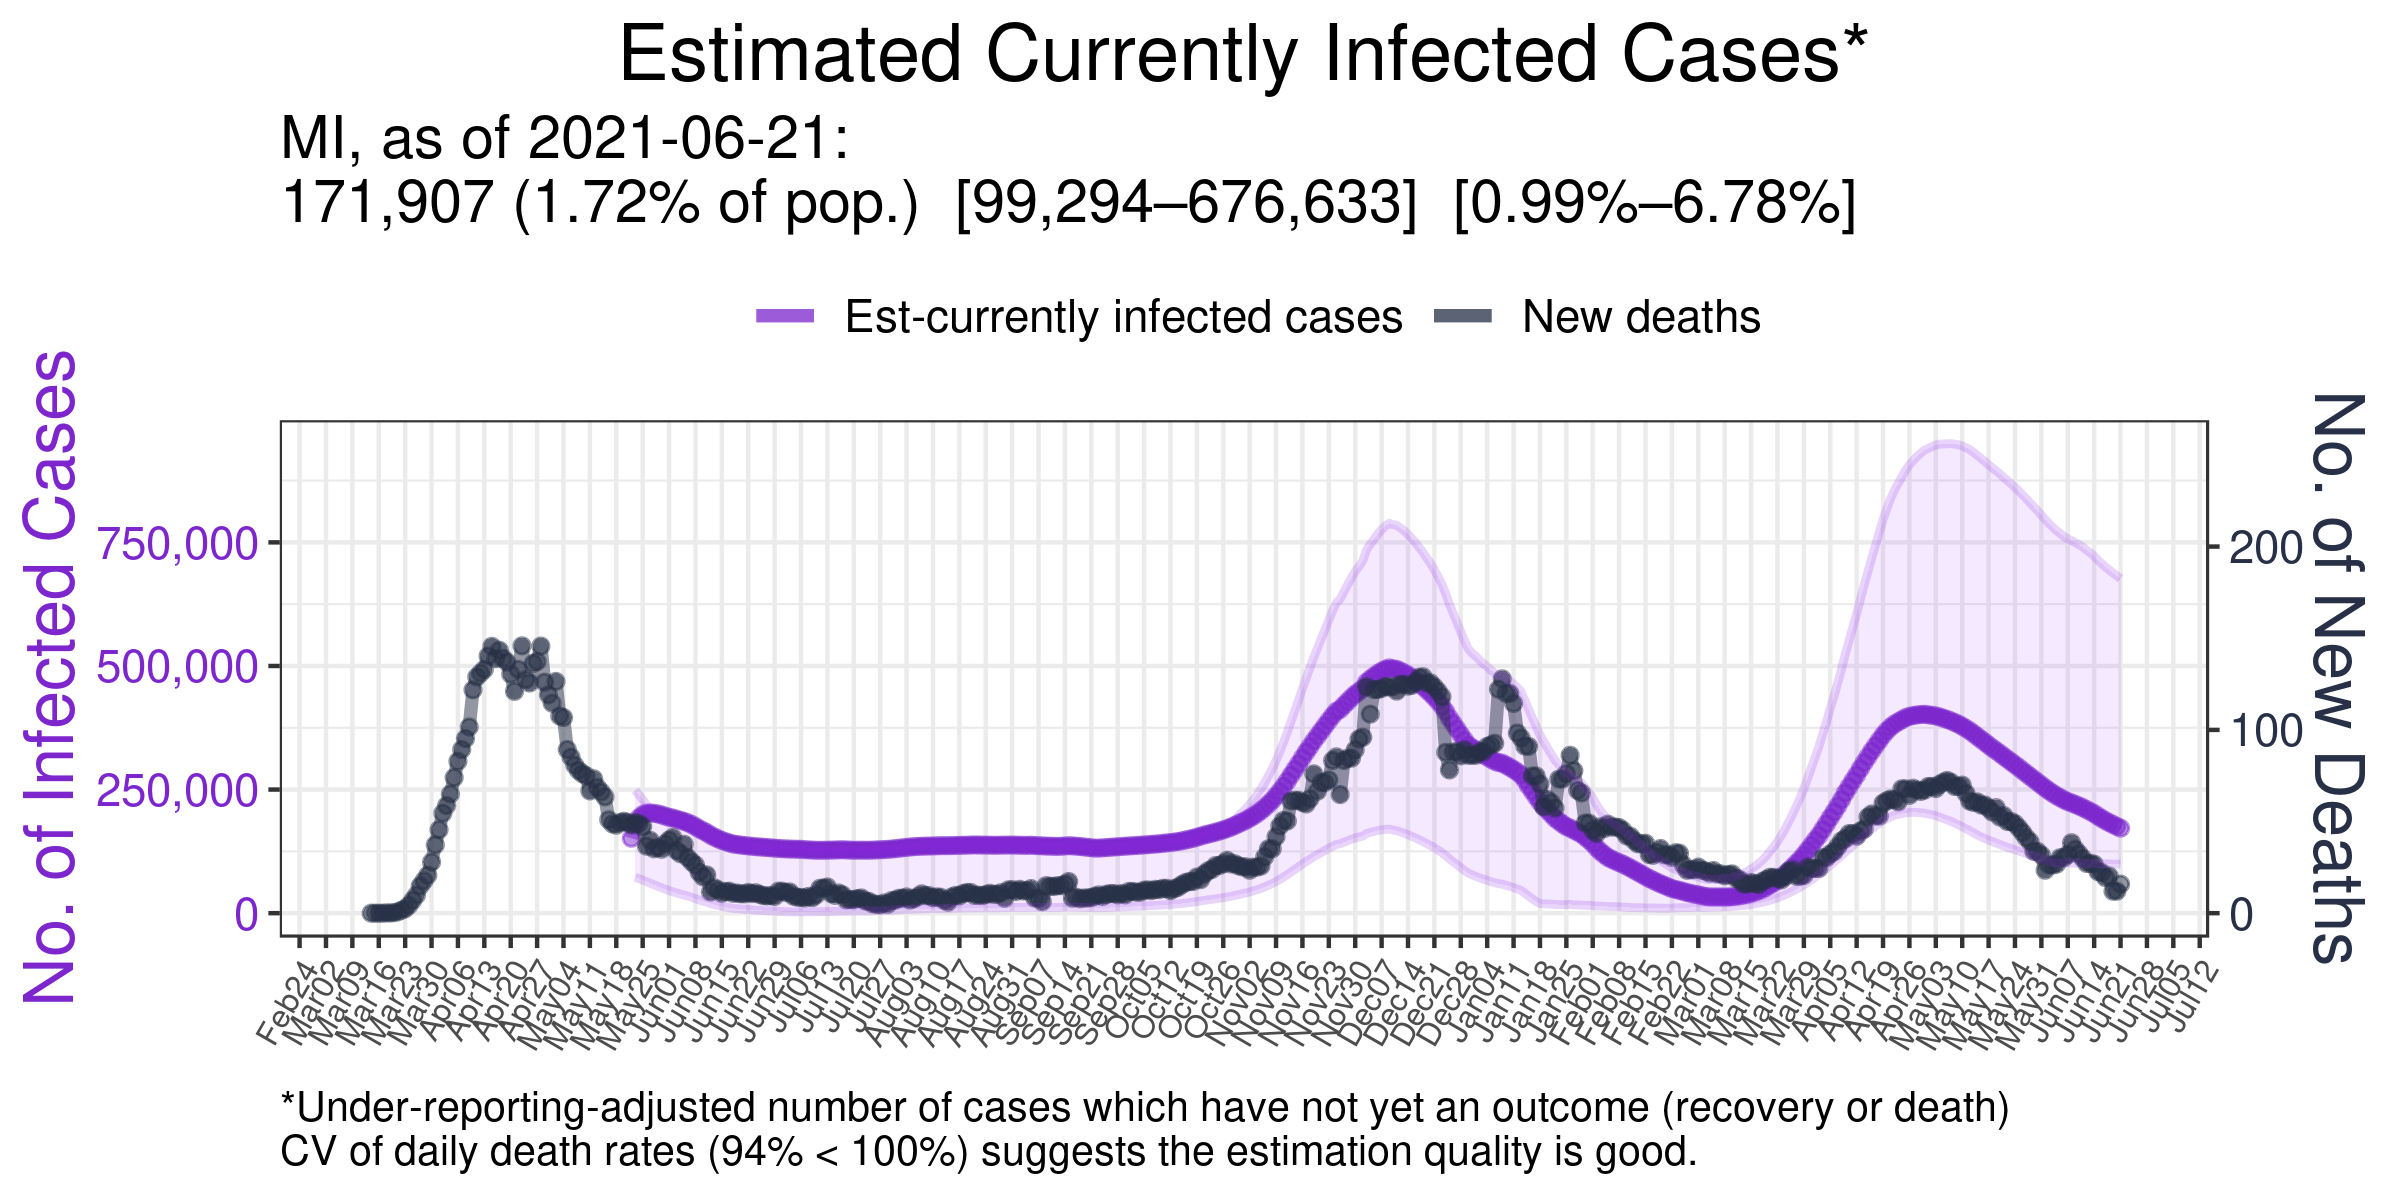 Estimated Currently Infected Cases*
MI, as of 2021-06-21:
171,907 (1.72% of pop.)  [99,294–676,633]  [0.99%–6.78%]
Est-currently infected cases
New deaths
No. of Infected Cases
750,000
500,000
250,000
0
200
100
0
No. of New Deaths
Feb24
Mar02
Mar09
Mar16
Mar23
Mar30
Apr06
Apr13
Apr20
Apr27
May04
May11
May18
May25
Jun01
Jun08
Jun15
Jun22
Jun29
Jul06
Jul13
Jul20
Jul27
Aug03
Aug10
Aug17
Aug24
Aug31
Sep07
Sep14
Sep21
Sep28
Oct05
Oct12
Oct19
Oct26
Nov02
Nov09
Nov16
Nov23
Nov30
Dec07
Dec14
Dec21
Dec28
Jan04
Jan11
Jan18
Jan25
Feb01
Feb08
Feb15
Feb22
Mar01
Mar08
Mar15
Mar22
Mar29
Apr05
Apr12
Apr19
Apr26
May03
May10
May17
May24
May31
Jun07
Jun14
Jun21
Jun28
Jul05
Jul12
*Under-reporting-adjusted number of cases which have not yet an outcome (recovery or death)
CV of daily death rates (94% < 100%) suggests the estimation quality is good.